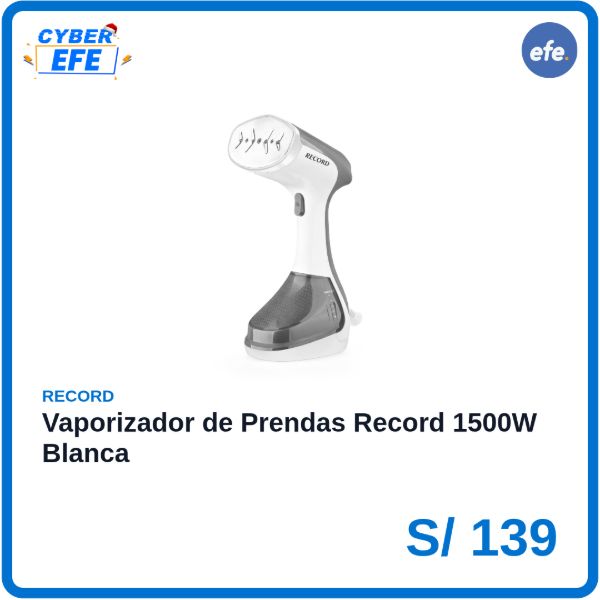 CYBER
EFE
efe.
RECORD
RECORD
Vaporizador de Prendas Record 1500W
Blanca
S/ 139